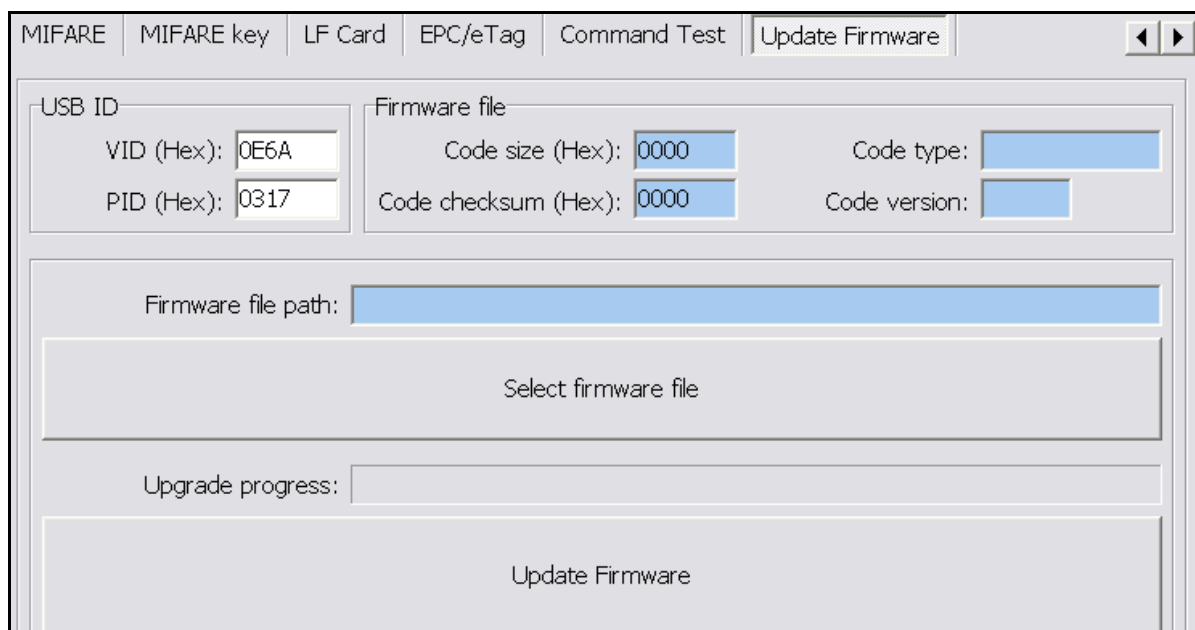 MIFARE MIFARE key LF Card EPC/eTag Command Test Update Firmware
USB ID Firmware file
VID (Hex): 0E6A Code size (Hex): 0000 Code type:
PID (Hex): 0317 Code checksum (Hex): 0000 Code version:
Firmware file path:
Select firmware file
Upgrade progress:
Update Firmware